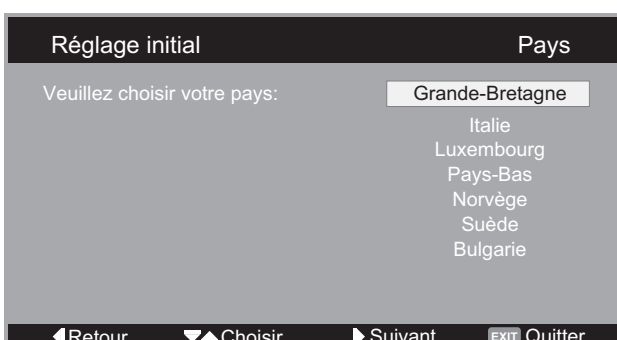 Réglage initial Pays
Veuillez choisir votre pays: Grande-Bretagne
Italie
Luxembourg
Pays-Bas
Norvège
Suède
Bulgarie
Retour Choisir Suivant EXIT Quitter